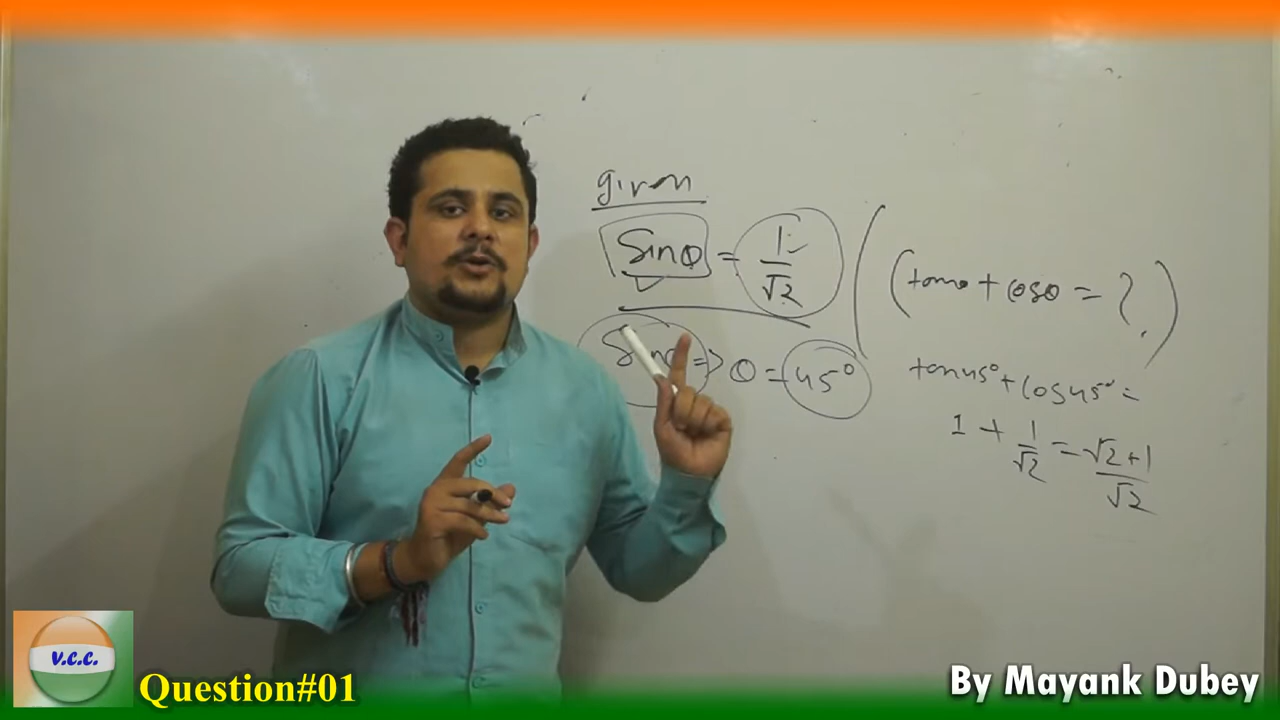 given
Sinθ = 1/√2
(tanθ + cosθ = ? )
Sinθ => θ = 45°
tan45° + cos45° =
1 + 1/√2 = √2+1/√2
V.C.C.
Question#01
By Mayank Dubey